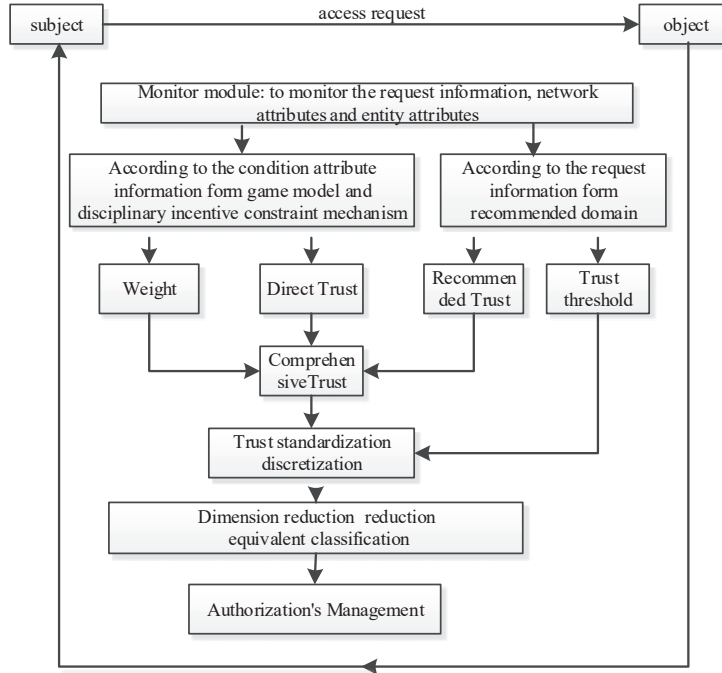 access request
subject
object
Monitor module: to monitor the request information, network
attributes and entity attributes
According to the condition attribute
information form game model and
disciplinary incentive constraint mechanism
According to the request
information form
recommended domain
Weight
Direct Trust
Recommen
ded Trust
Trust
threshold
Comprehen
siveTrust
Trust standardization
discretization
Dimension reduction reduction
equivalent classification
Authorization's Management